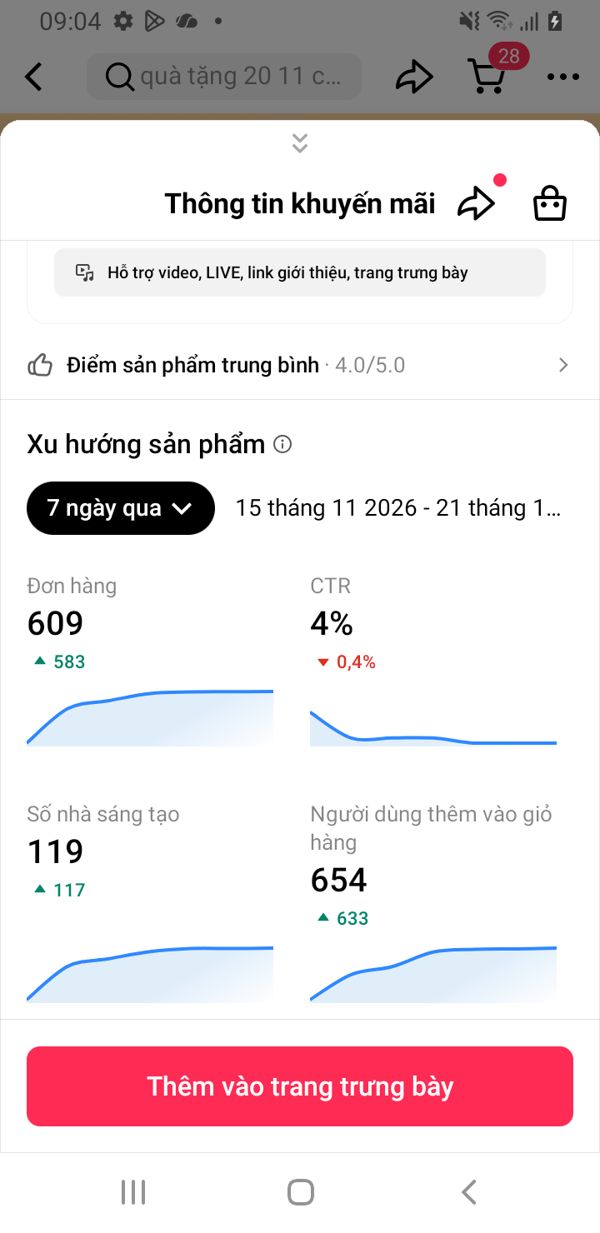 09:04
quà tặng 20 11 c...
28
Thông tin khuyến mãi
Hỗ trợ video, LIVE, link giới thiệu, trang trưng bày
Điểm sản phẩm trung bình · 4.0/5.0
Xu hướng sản phẩm
7 ngày qua
15 tháng 11 2026 - 21 tháng 1...
Đơn hàng
609
583
CTR
4%
0,4%
Số nhà sáng tạo
119
117
Người dùng thêm vào giỏ
hàng
654
633
Thêm vào trang trưng bày